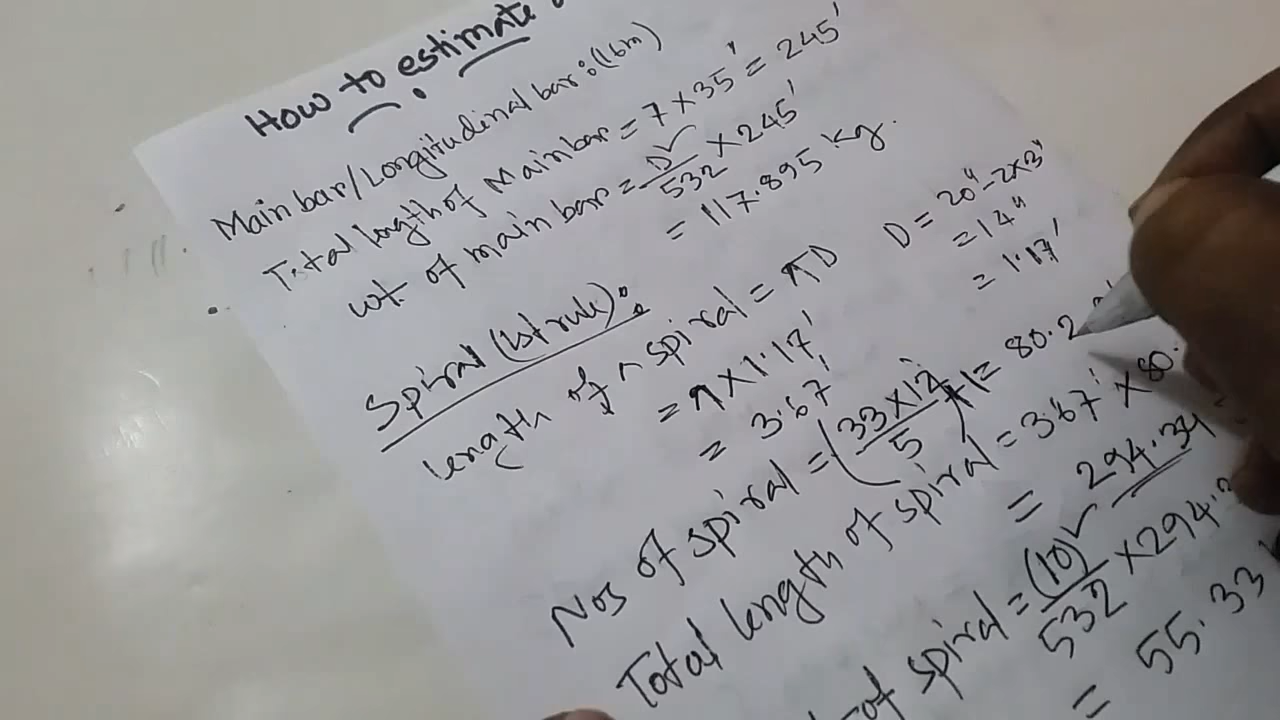 How to estimate
Main bar/Longitudinal bar: (16m)
Total length of Main bar = 7 X 35' = 245'
wt. of main bar = D²/532 X 245'
= 117.895 kg.
D = 20" - 2X3"
= 14"
= 1.17'
Spiral (1st rule):
length of n spiral = πD
= π X 1.17'
= 3.67'
Nos of spiral = (33 X 12/5) + 1 = 80.2
Total length of spiral = 3.67' X 80.
= 294.34
of spiral = (10)²/532 X 294.3
= 55.33